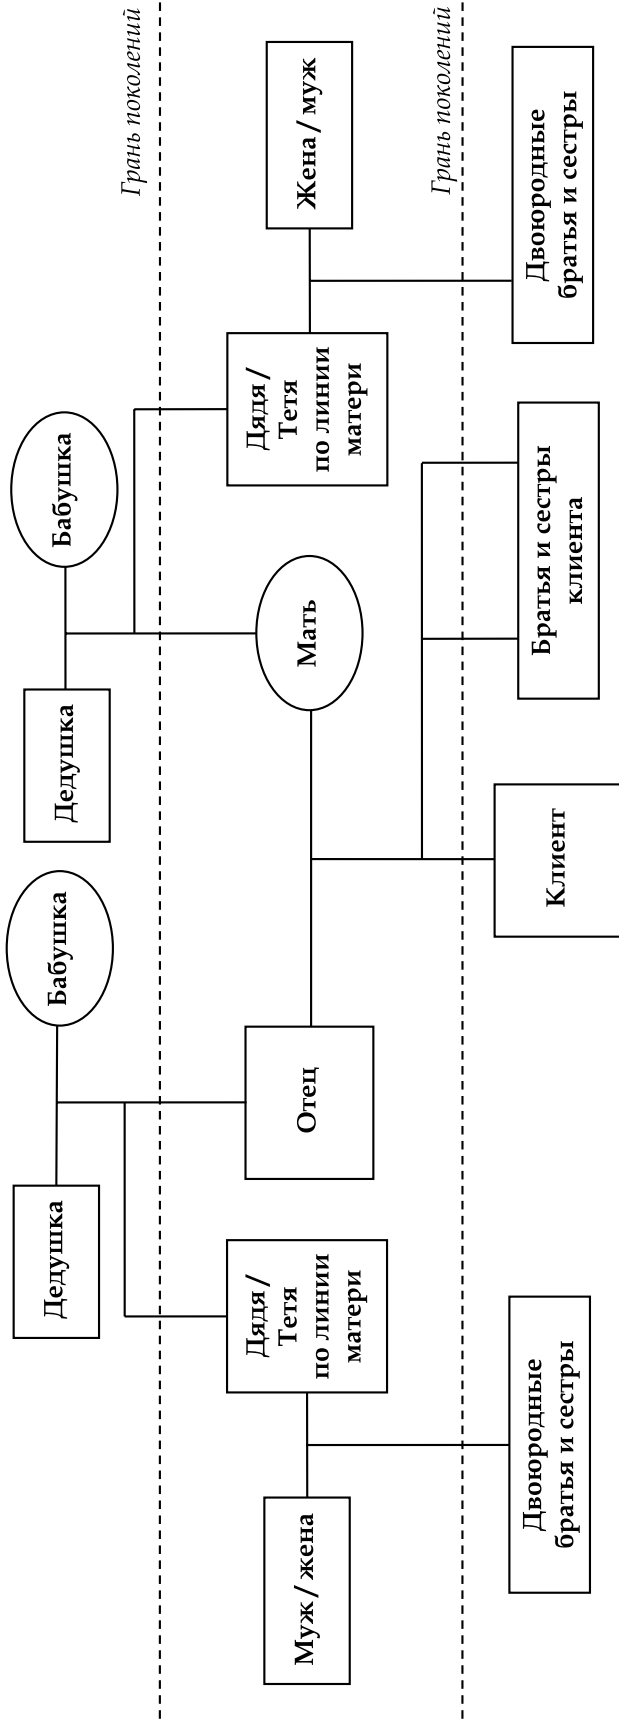 Дедушка
Бабушка
Дедушка
Бабушка
Грань поколений
Муж / жена
Дядя /
Тетя
по линии
матери
Отец
Мать
Дядя /
Тетя
по линии
матери
Жена / муж
Грань поколений
Двоюродные
братья и сестры
Клиент
Братья и сестры
клиента
Двоюродные
братья и сестры